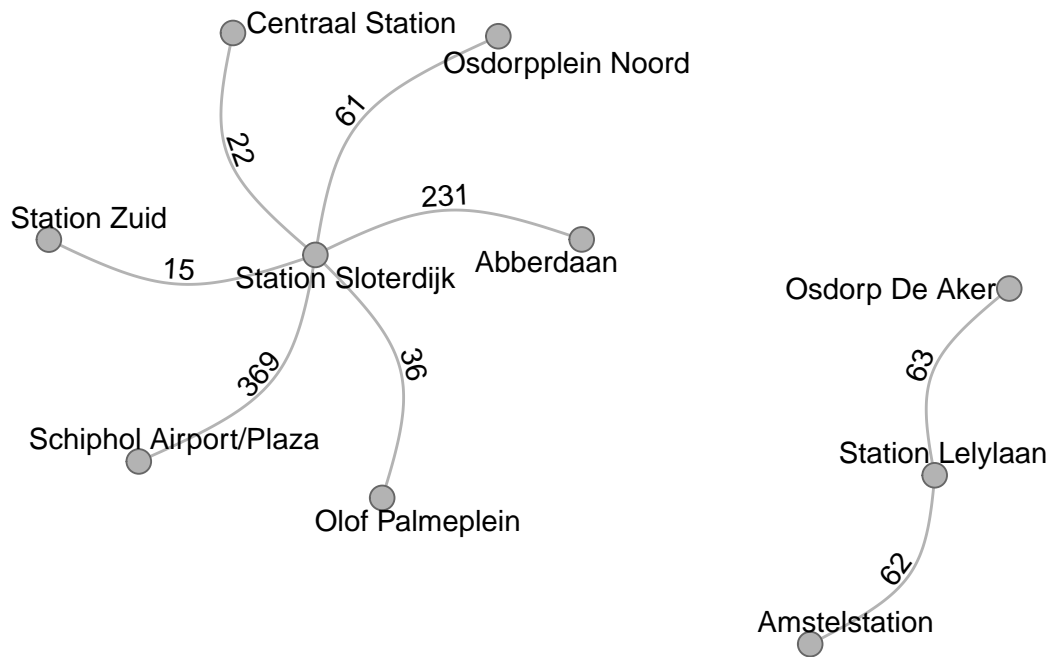 Centraal Station
Osdorpplein Noord
61
22
231
Station Zuid
Abberdaan
15
Station Sloterdijk
Osdorp De Aker
36
63
369
Schiphol Airport/Plaza
Station Lelylaan
Olof Palmeplein
62
Amstelstation